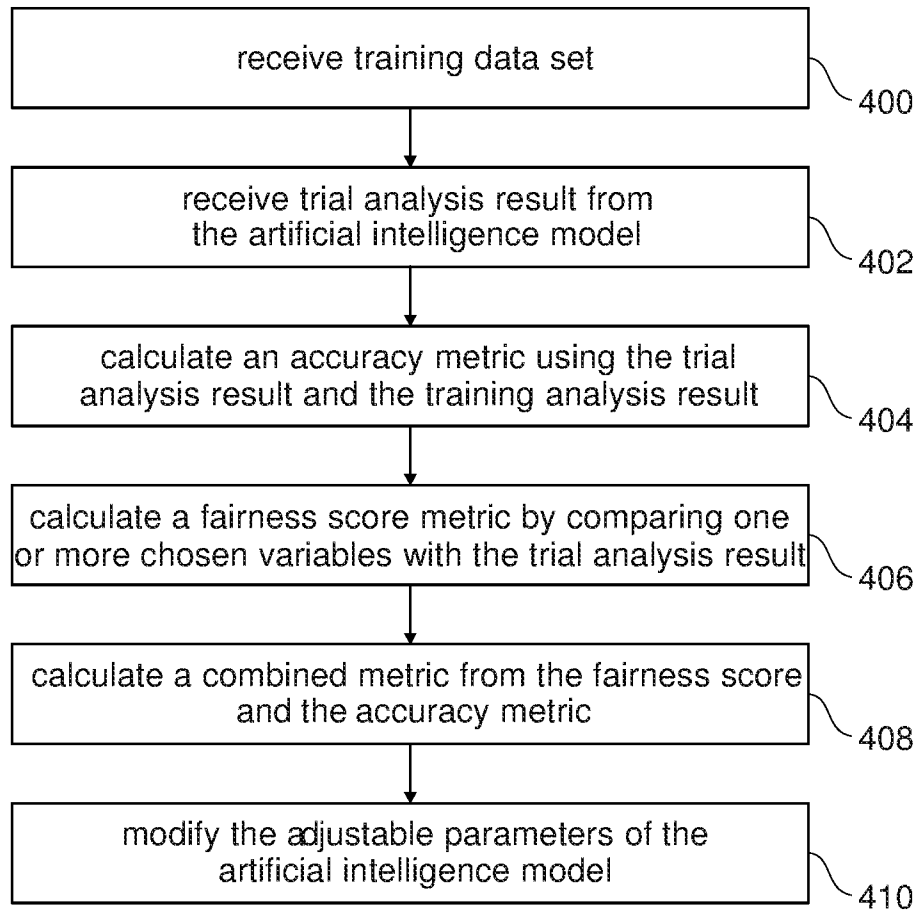 receive training data set
400
receive trial analysis result from
the artificial intelligence model
402
calculate an accuracy metric using the trial
analysis result and the training analysis result
404
calculate a fairness score metric by comparing one
or more chosen variables with the trial analysis result
406
calculate a combined metric from the fairness score
and the accuracy metric
408
modify the adjustable parameters of the
artificial intelligence model
410